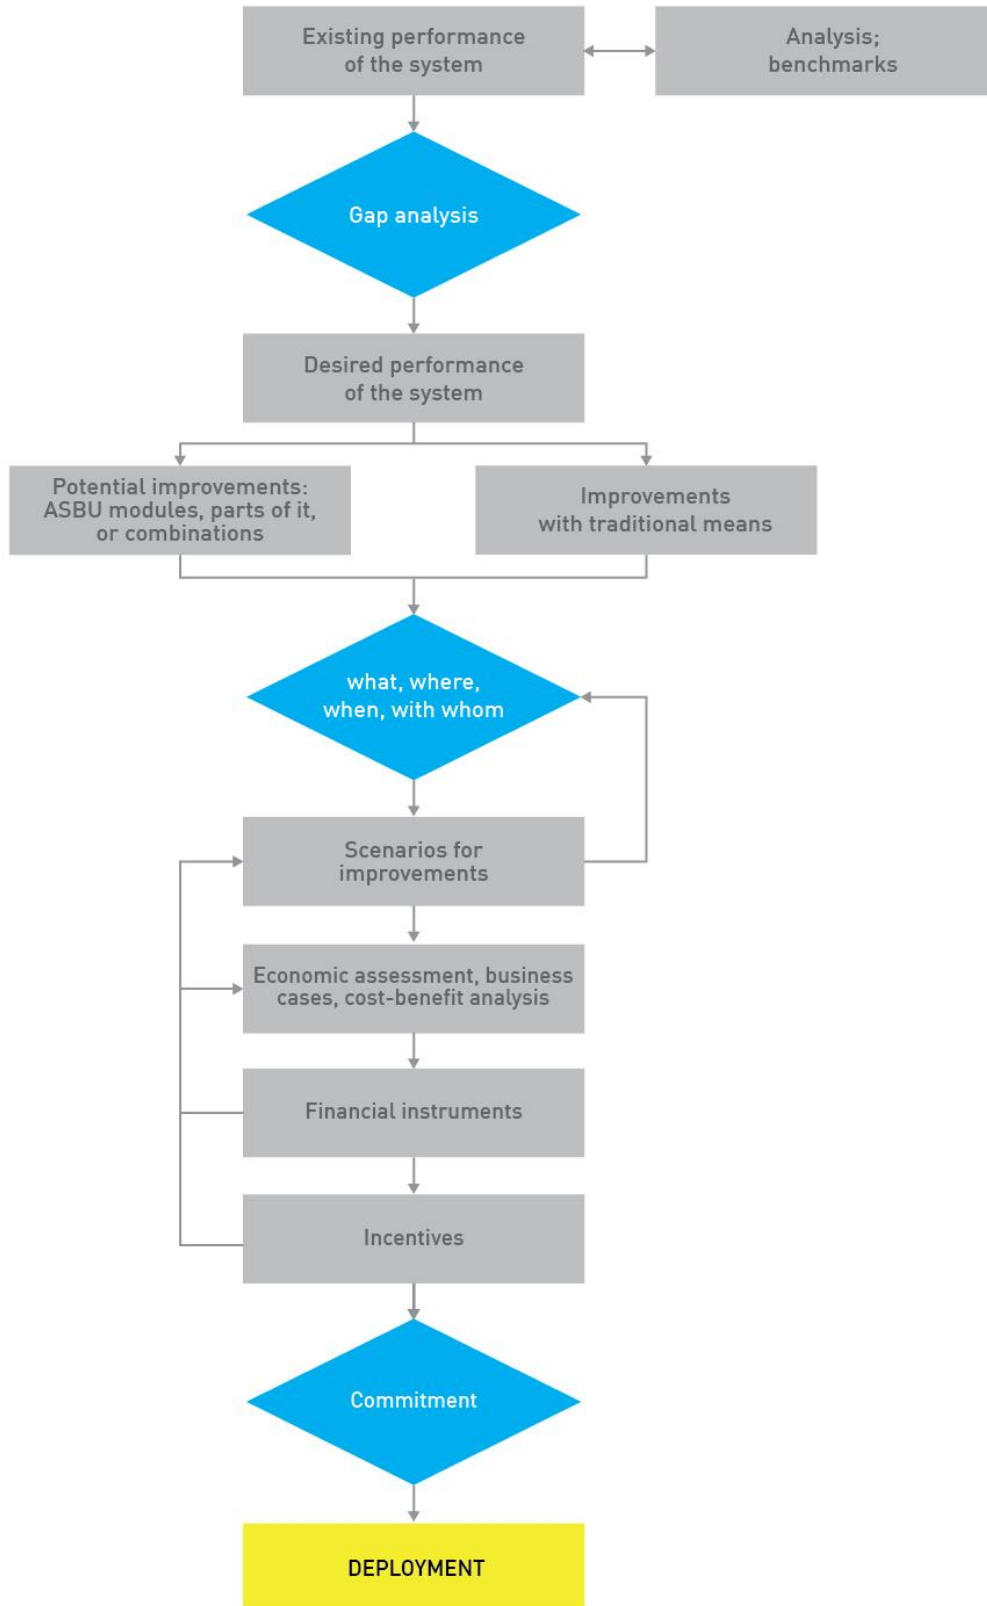 Existing performance
of the system
Analysis;
benchmarks
Gap analysis
Desired performance
of the system
Potential improvements:
ASBU modules, parts of it,
or combinations
Improvements
with traditional means
what, where,
when, with whom
Scenarios for
improvements
Economic assessment, business
cases, cost-benefit analysis
Financial instruments
Incentives
Commitment
DEPLOYMENT